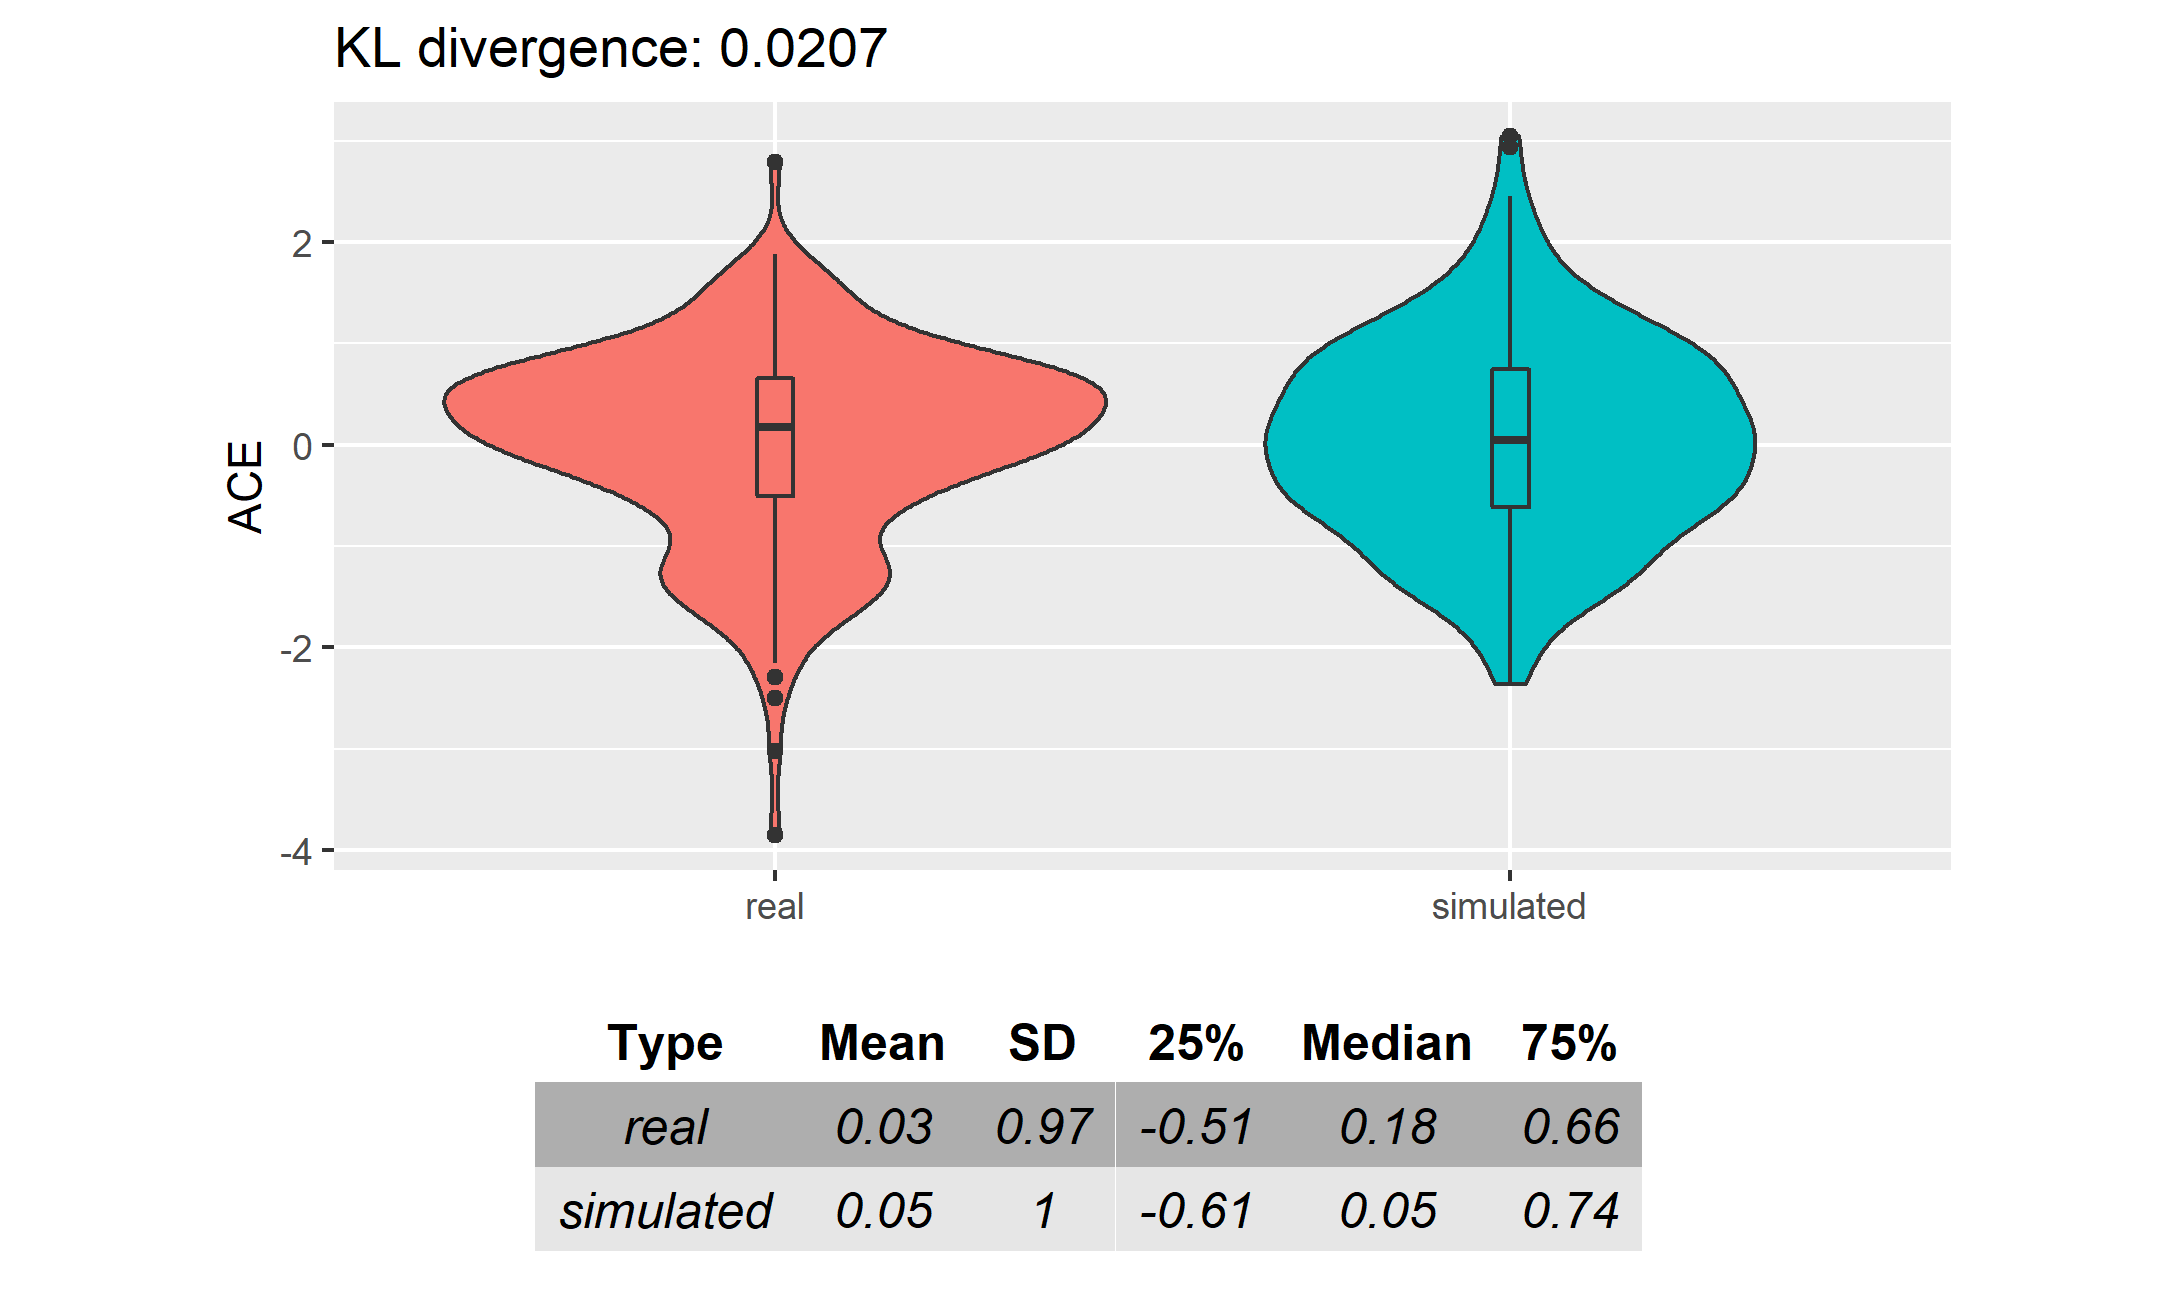 KL divergence: 0.0207
ACE
2
0
-2
-4
real simulated
Type Mean SD 25% Median 75%
real 0.03 0.97 -0.51 0.18 0.66
simulated 0.05 1 -0.61 0.05 0.74